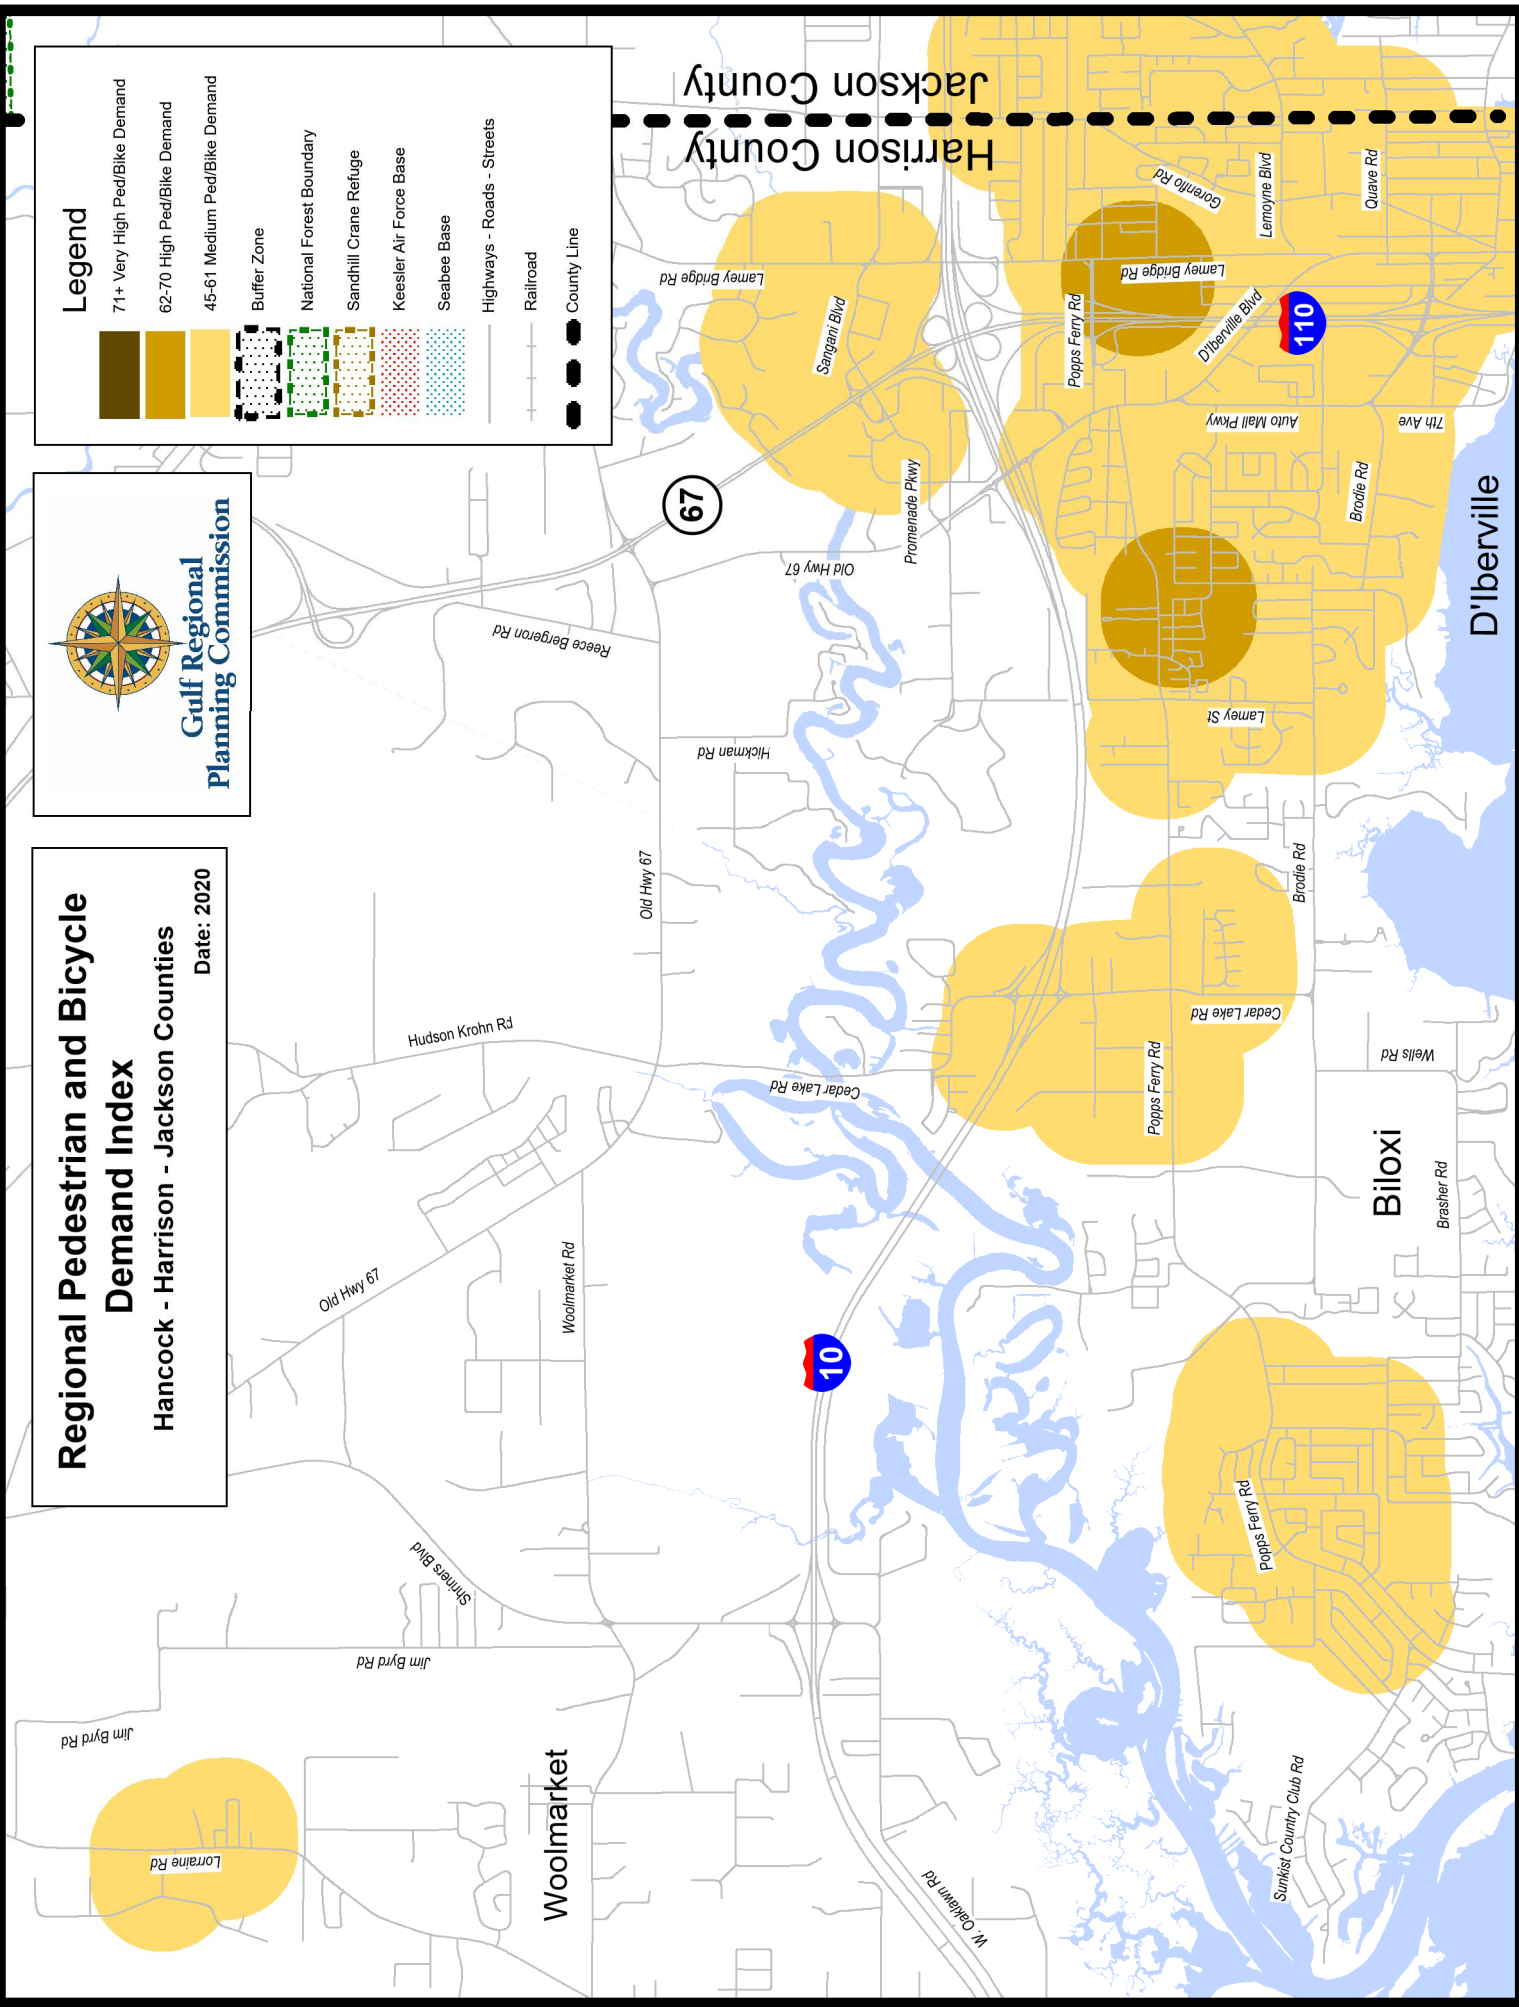 Regional Pedestrian and Bicycle
Demand Index
Hancock - Harrison - Jackson Counties
Date: 2020
Gulf Regional
Planning Commission
Legend
71+ Very High Ped/Bike Demand
62-70 High Ped/Bike Demand
45-61 Medium Ped/Bike Demand
Buffer Zone
National Forest Boundary
Sandhill Crane Refuge
Keesler Air Force Base
Seabee Base
Highways - Roads - Streets
Railroad
County Line
Harrison County
Jackson County
Jim Byrd Rd
Lorraine Rd
Jim Byrd Rd
Shriners Blvd
Old Hwy 67
Hudson Krohn Rd
Reece Bergeron Rd
67
Woolmarket
Woolmarket Rd
Old Hwy 67
Hickman Rd
Old Hwy 67
Lamey Bridge Rd
Sangani Blvd
Promenade Pkwy
10
Cedar Lake Rd
W. Oaklawn Rd
Popps Ferry Rd
Lamey Bridge Rd
Gorenflo Rd
D'Iberville Blvd
Lemoyne Blvd
Quave Rd
110
Auto Mall Pkwy
7th Ave
Brodie Rd
Lamey St
Brodie Rd
Cedar Lake Rd
Popps Ferry Rd
Wells Rd
Biloxi
Brasher Rd
Popps Ferry Rd
Sunkist Country Club Rd
D'Iberville